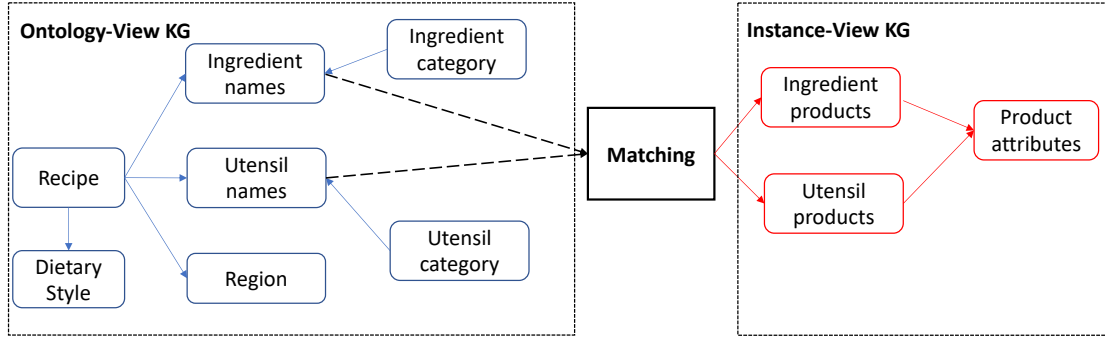 Ontology-View KG
Ingredient
names
Ingredient
category
Recipe
Utensil
names
Utensil
category
Dietary
Style
Region
Matching
Instance-View KG
Ingredient
products
Utensil
products
Product
attributes